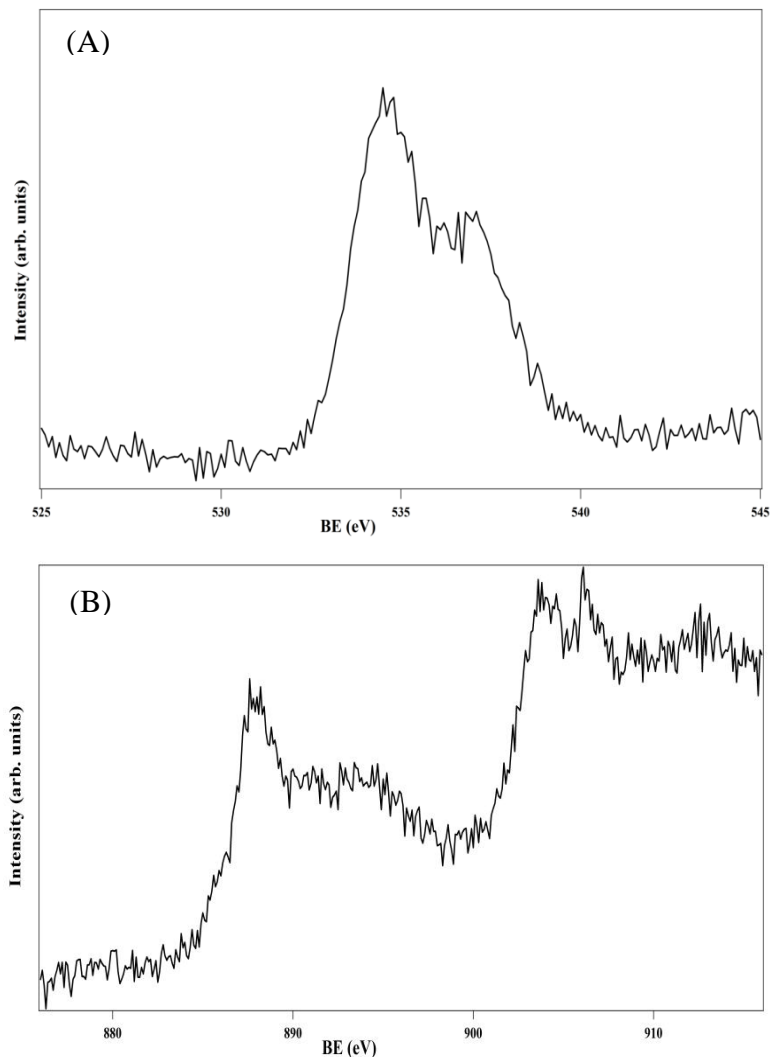 (A)
Intensity (arb. units)
525 530 535 540 545
BE (eV)
(B)
Intensity (arb. units)
880 890 900 910
BE (eV)